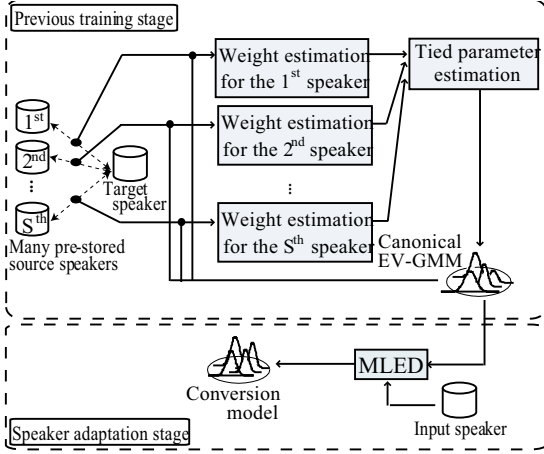 Previous training stage
Weight estimation
for the 1st speaker
Tied parameter
estimation
1st
2nd
...
Sth
Target
speaker
Many pre-stored
source speakers
Weight estimation
for the 2nd speaker
...
Weight estimation
for the Sth speaker
Canonical
EV-GMM
MLED
Conversion
model
Input speaker
Speaker adaptation stage